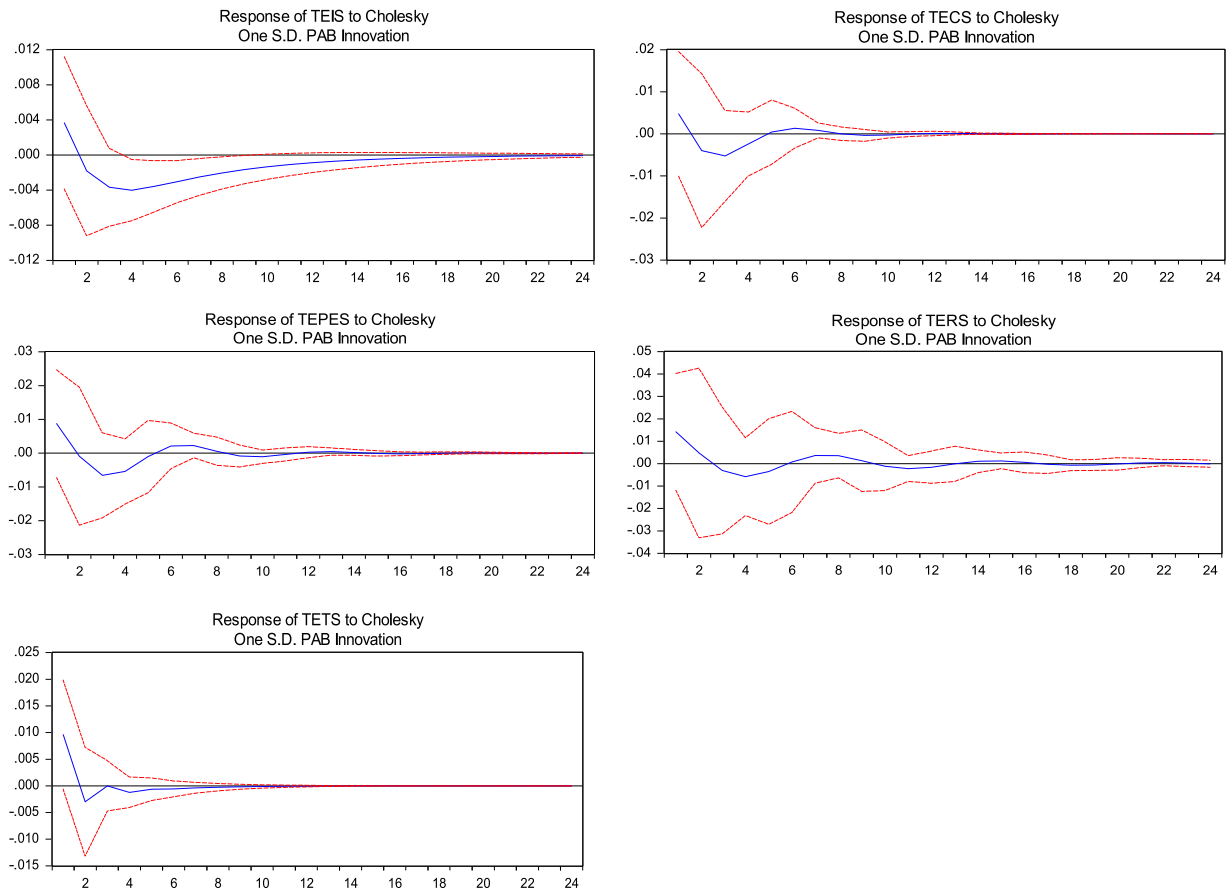 Response of TEIS to Cholesky
One S.D. PAB Innovation
.012
.008
.004
.000
-.004
-.008
-.012
2 4 6 8 10 12 14 16 18 20 22 24
Response of TECS to Cholesky
One S.D. PAB Innovation
.02
.01
.00
-.01
-.02
-.03
2 4 6 8 10 12 14 16 18 20 22 24
Response of TEPES to Cholesky
One S.D. PAB Innovation
.03
.02
.01
.00
-.01
-.02
-.03
2 4 6 8 10 12 14 16 18 20 22 24
Response of TERS to Cholesky
One S.D. PAB Innovation
.05
.04
.03
.02
.01
.00
-.01
-.02
-.03
-.04
2 4 6 8 10 12 14 16 18 20 22 24
Response of TETS to Cholesky
One S.D. PAB Innovation
.025
.020
.015
.010
.005
.000
-.005
-.010
-.015
2 4 6 8 10 12 14 16 18 20 22 24